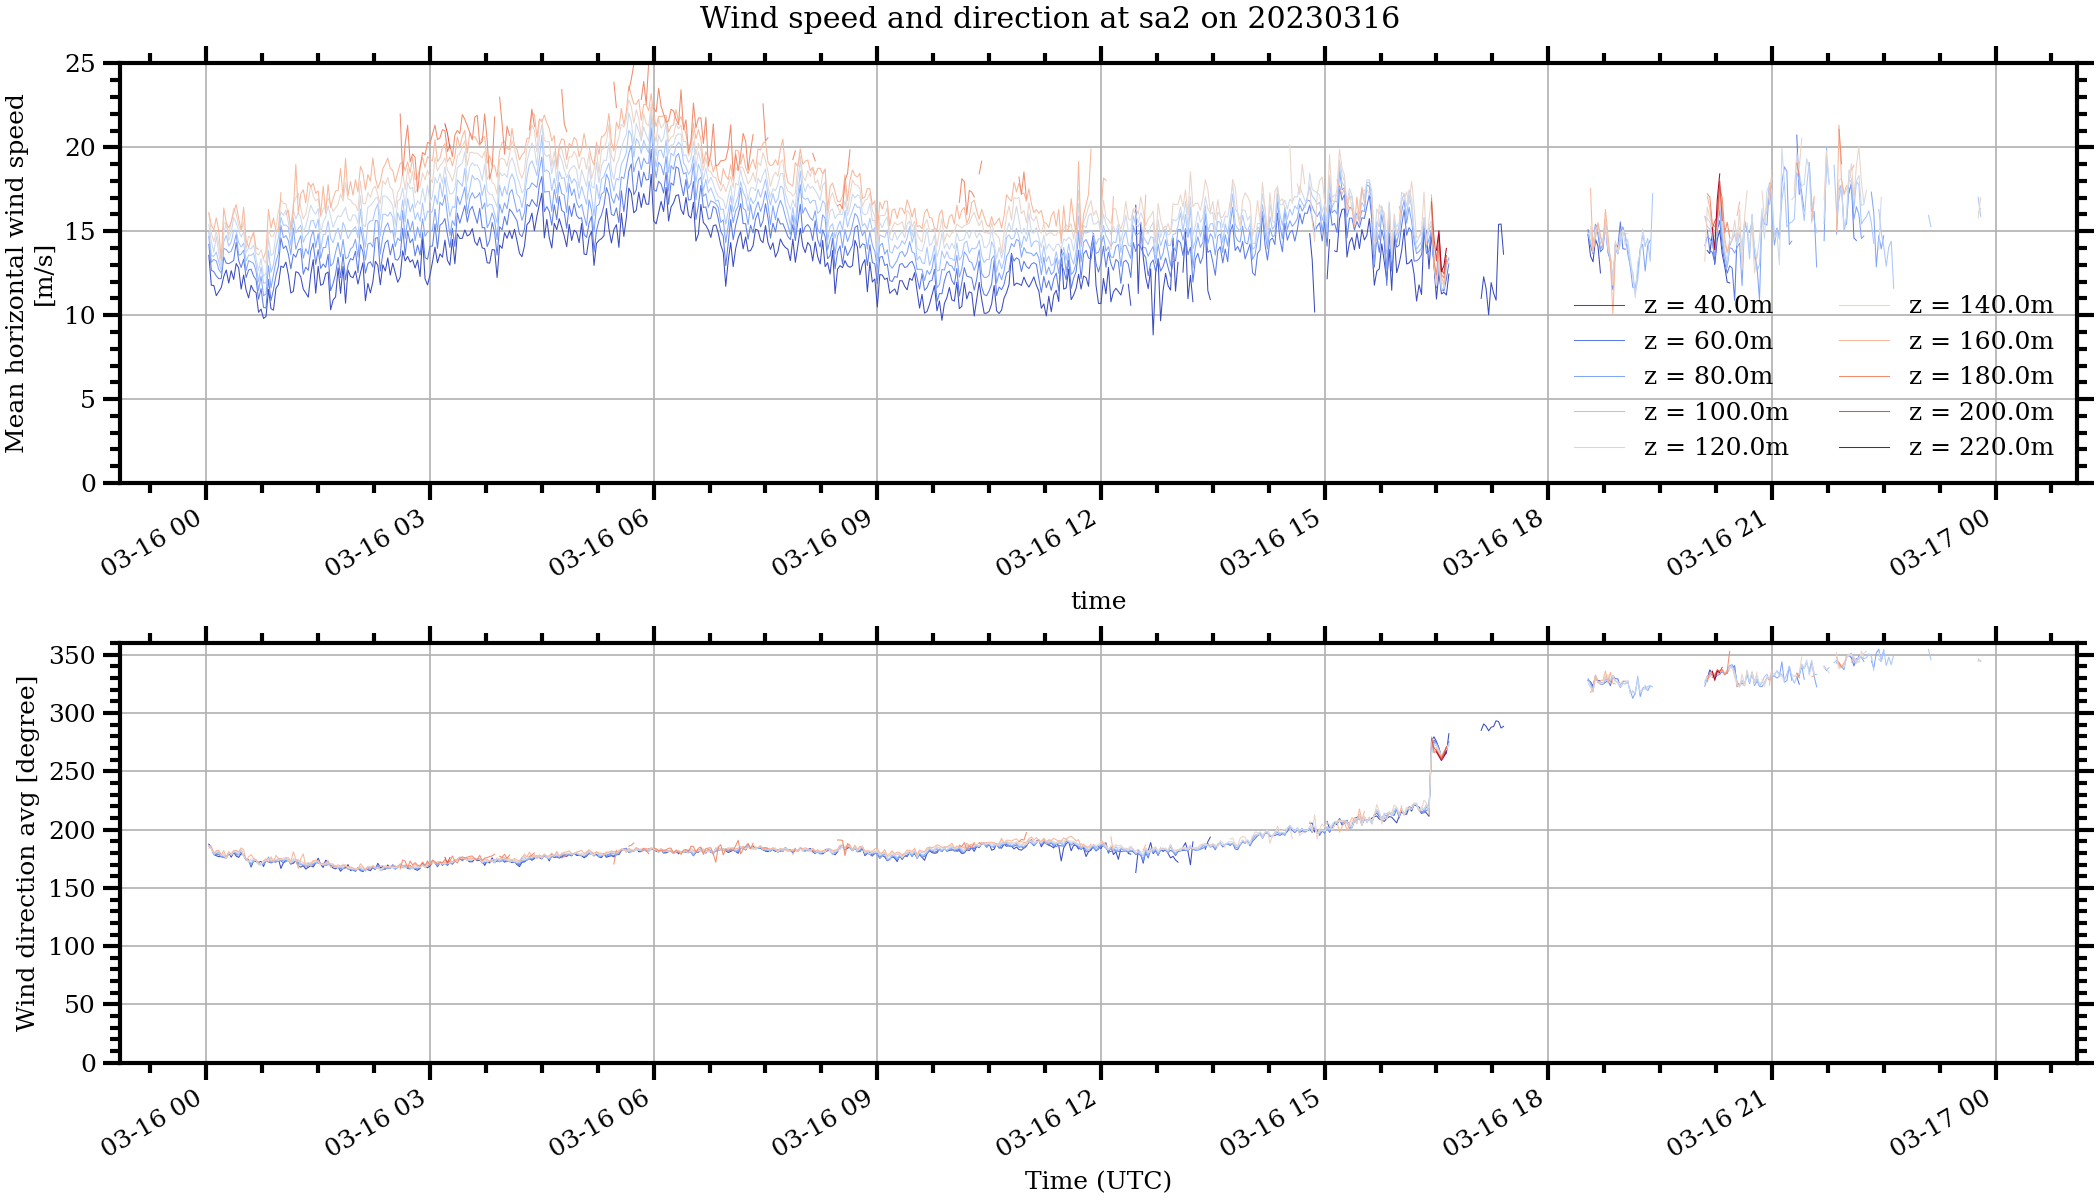 Wind speed and direction at sa2 on 20230316
Mean horizontal wind speed
[m/s]
25
20
15
10
5
0
z = 40.0m
z = 60.0m
z = 80.0m
z = 100.0m
z = 120.0m
z = 140.0m
z = 160.0m
z = 180.0m
z = 200.0m
z = 220.0m
03-16 00
03-16 03
03-16 06
03-16 09
03-16 12
03-16 15
03-16 18
03-16 21
03-17 00
time
Wind direction avg [degree]
350
300
250
200
150
100
50
0
03-16 00
03-16 03
03-16 06
03-16 09
03-16 12
03-16 15
03-16 18
03-16 21
03-17 00
Time (UTC)